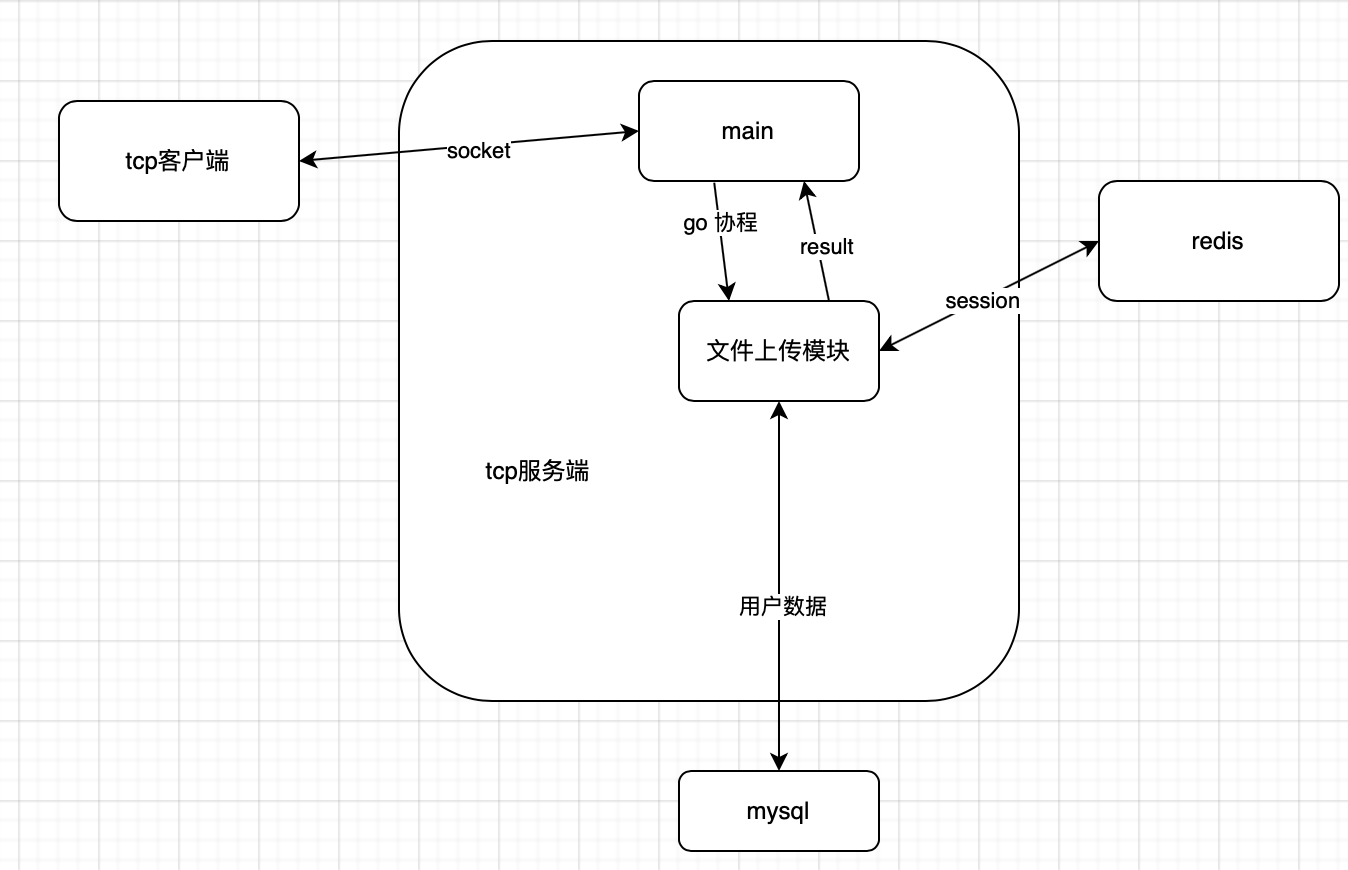 main
tcp客户端
socket
go 协程
result
redis
session
文件上传模块
tcp服务端
用户数据
mysql